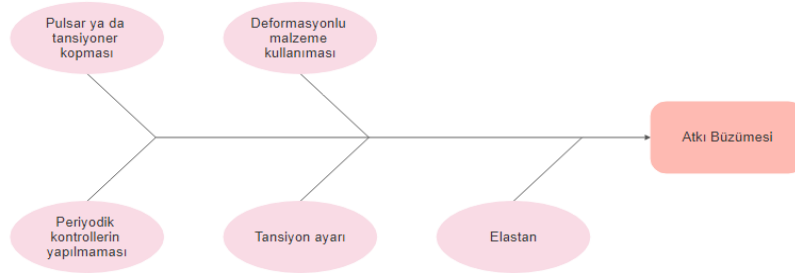 Pulsar ya da
tansiyoner
kopması
Deformasyonlu
malzeme
kullanıması
Atkı Büzümesi
Periyodik
kontrollerin
yapılmaması
Tansiyon ayarı
Elastan